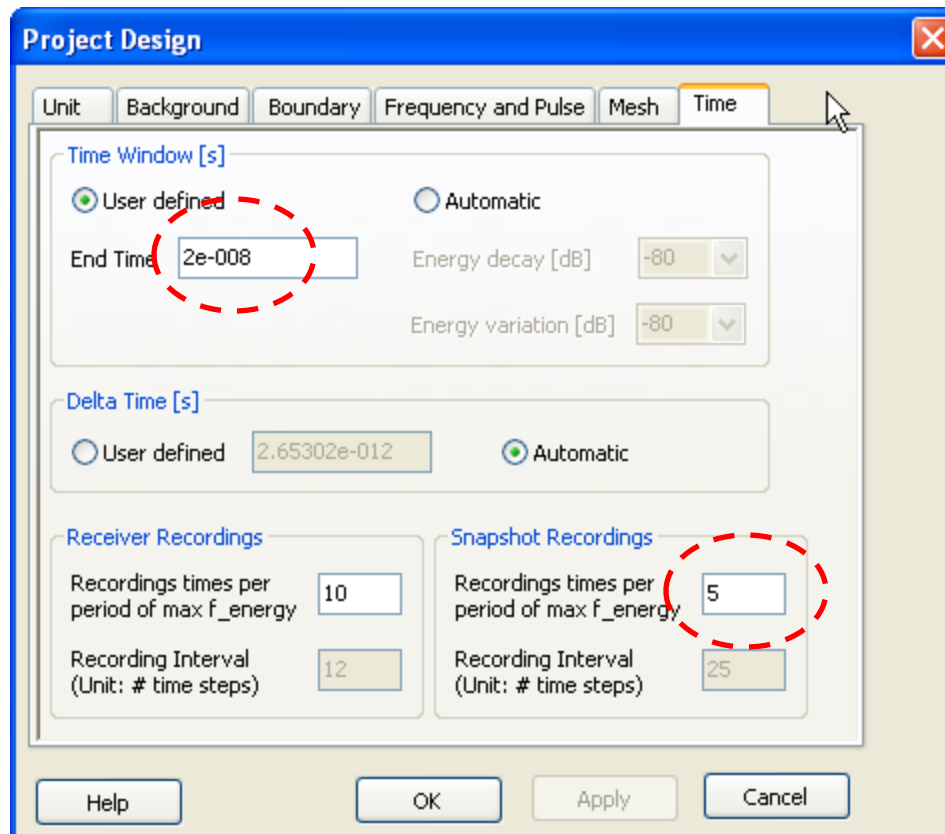 Project Design
Unit Background Boundary Frequency and Pulse Mesh Time
Time Window [s]
User defined Automatic
End Time 2e-008 Energy decay [dB] -80
Energy variation [dB] -80
Delta Time [s]
User defined 2.65302e-012 Automatic
Receiver Recordings
Recordings times per
period of max f_energy
10
Recording Interval
(Unit: # time steps)
12
Snapshot Recordings
Recordings times per
period of max f_energy
5
Recording Interval
(Unit: # time steps)
25
Help OK Apply Cancel